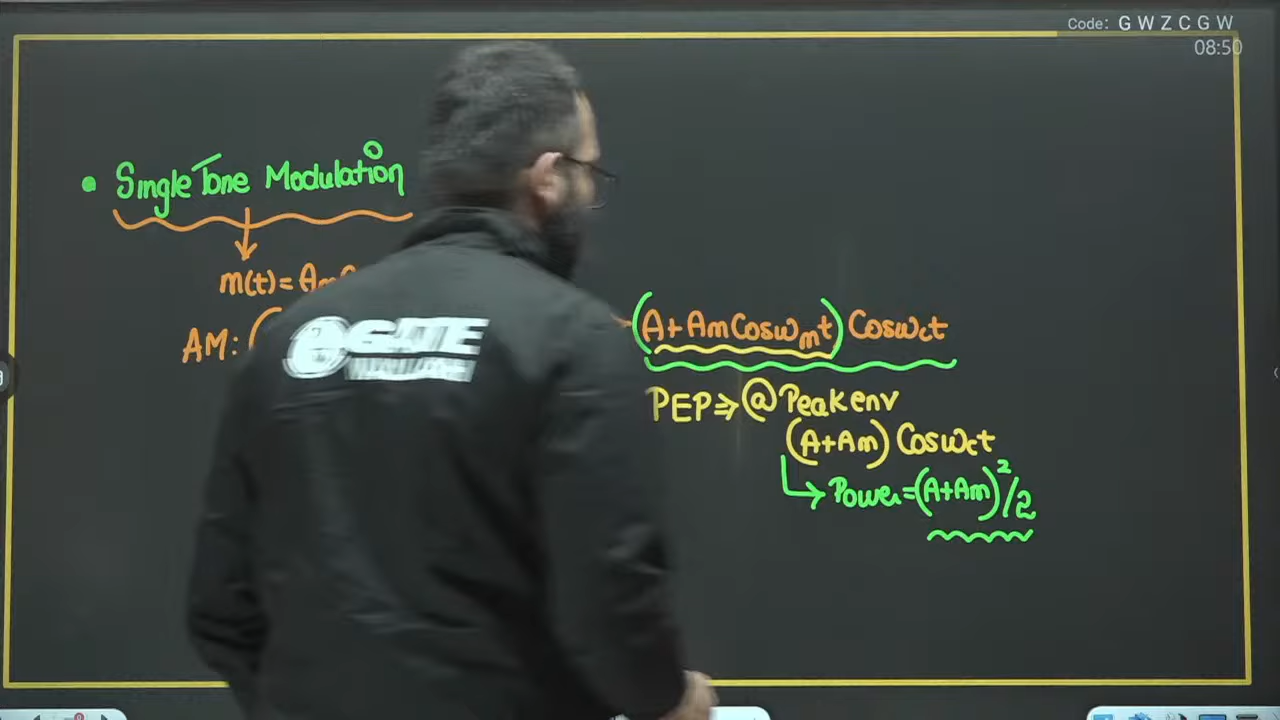 Code: G W Z C G W
08:50
• Single Tone Modulation
m(t)=Am
AM: (
(A+AmCosωmt) Cosωct
PEP⇒ @Peak env
(A+Am) Cosωct
↳ Power=(A+Am)²/2
GATE